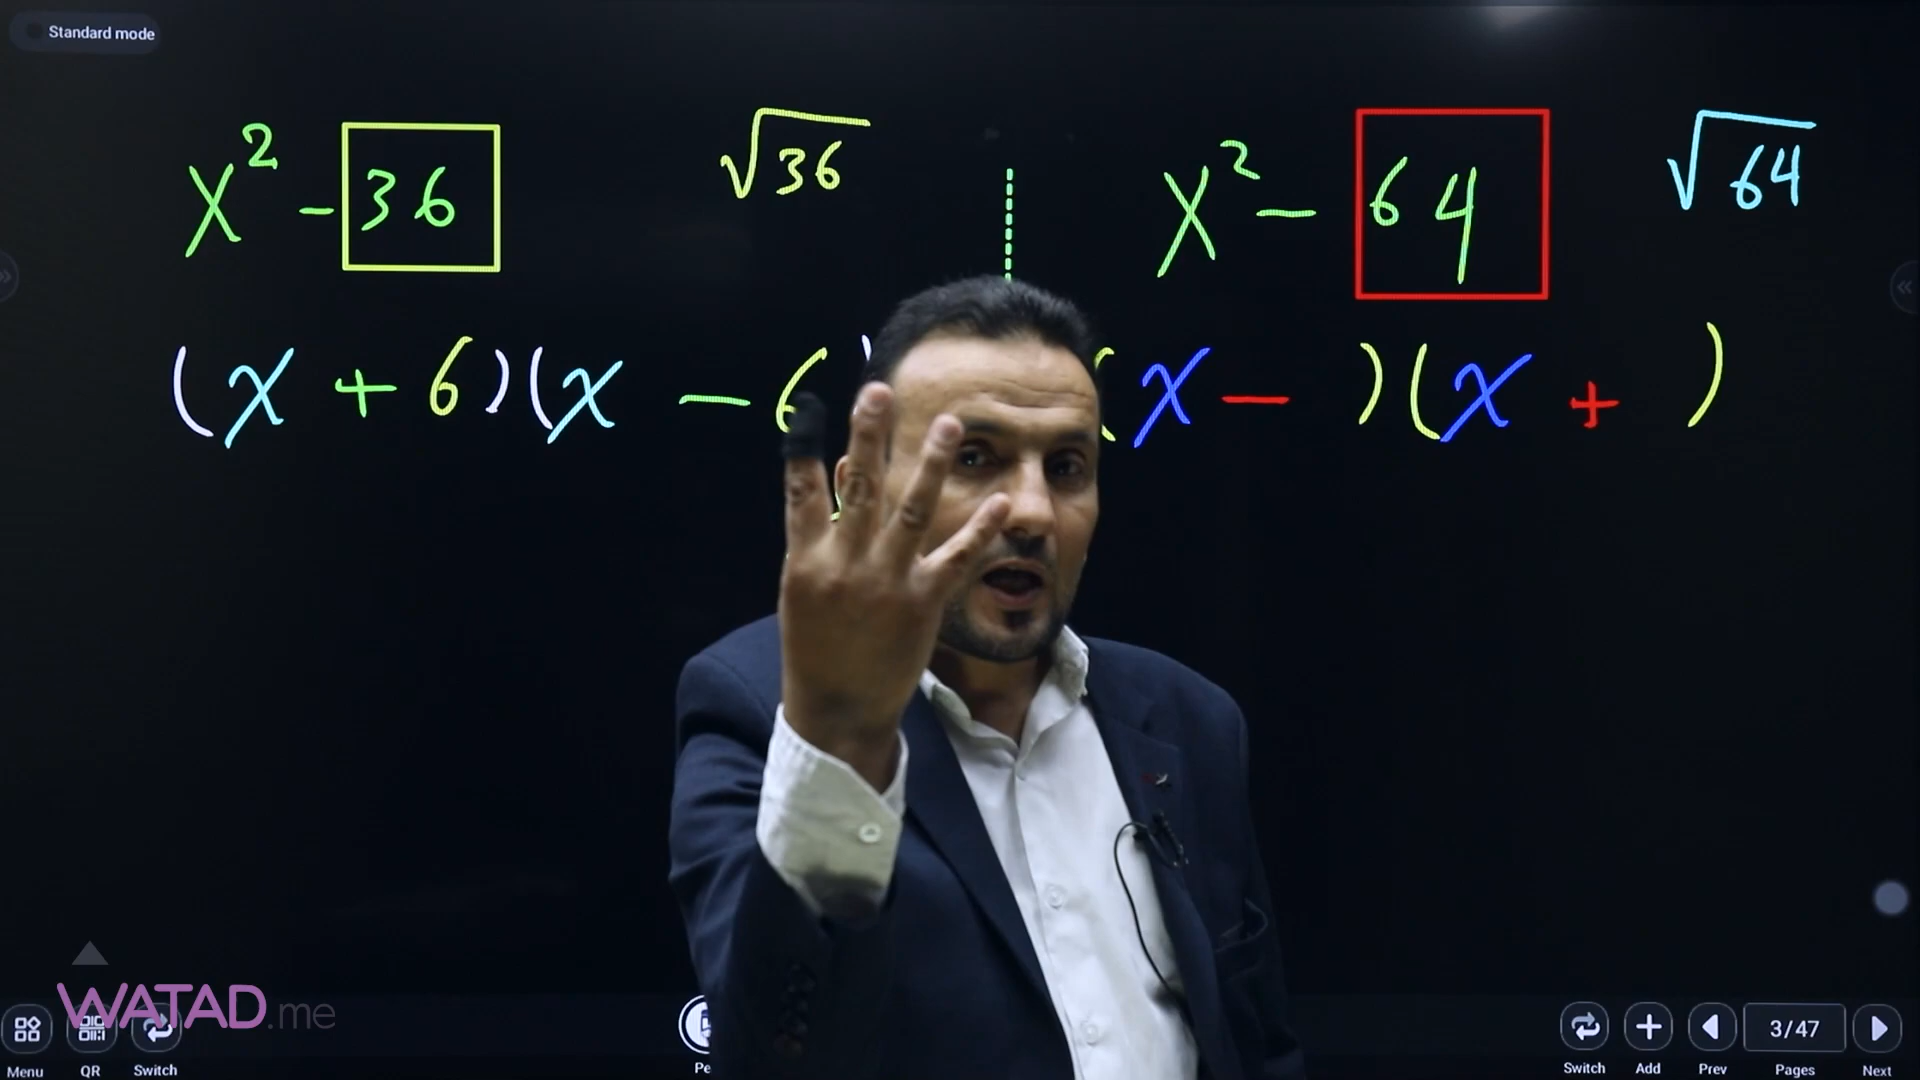 Standard mode
x² - 36
√36
x² - 64
√64
(x + 6)(x - 6
(x - )(x + )
WATAD.me
Menu
QR
Switch
Pe
Switch
Add
Prev
3/47
Pages
Next